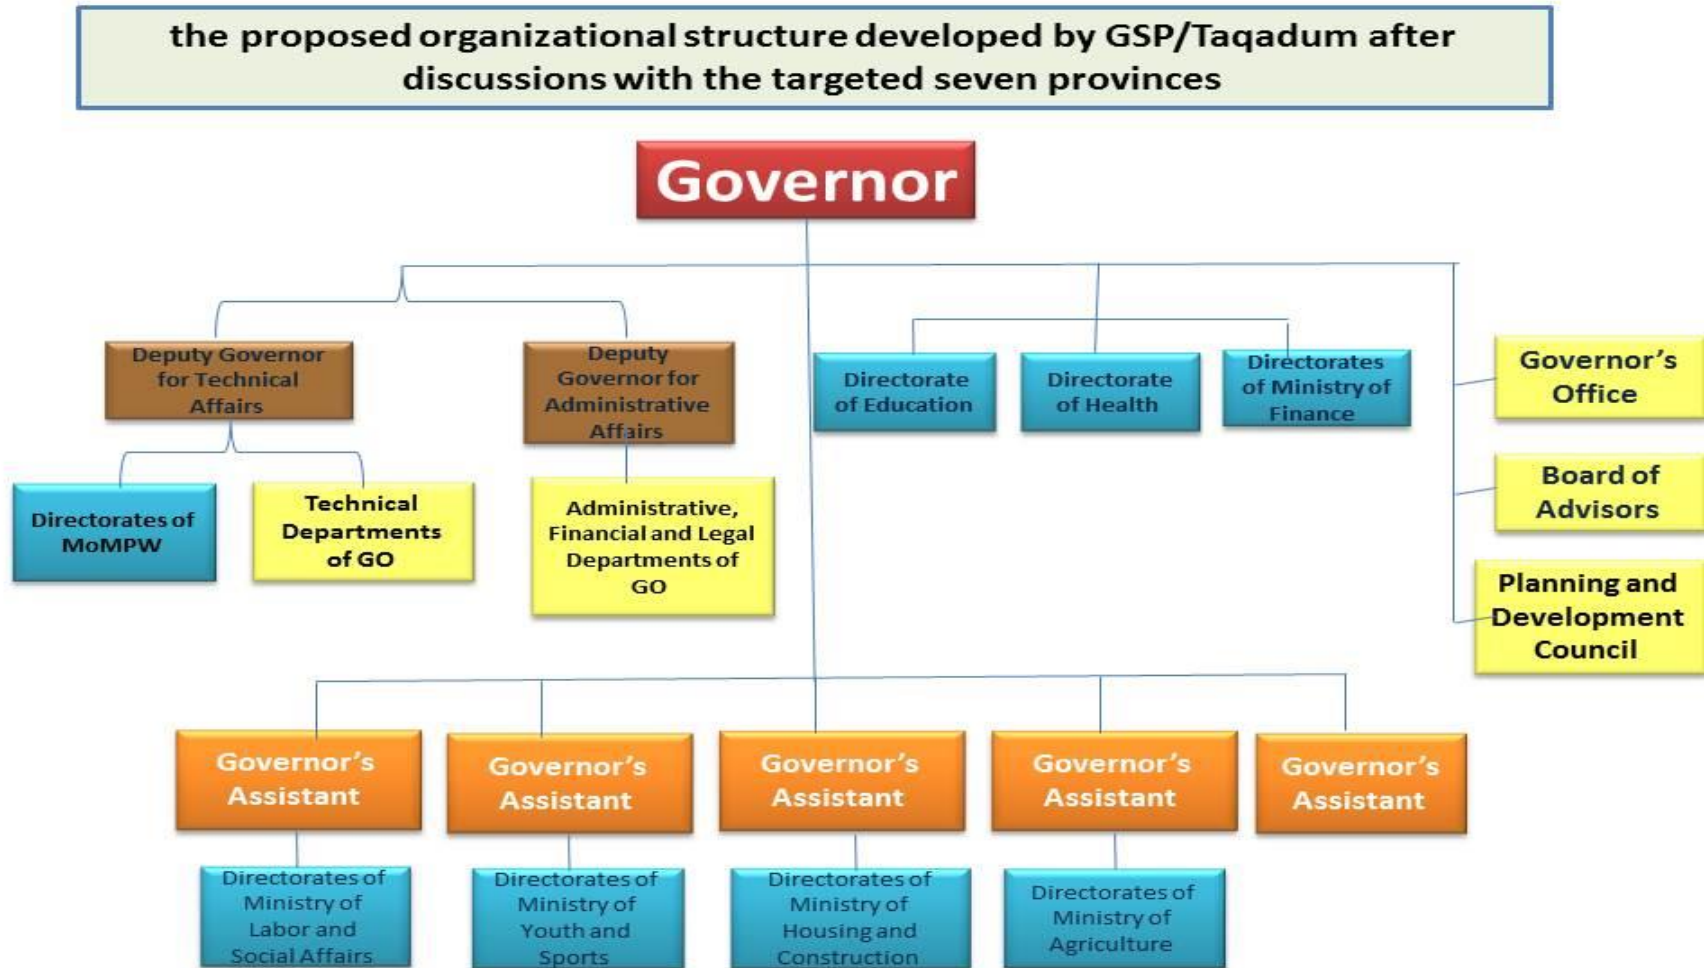 the proposed organizational structure developed by GSP/Taqadum after
discussions with the targeted seven provinces
Governor
Deputy Governor
for Technical
Affairs
Deputy
Governor for
Administrative
Affairs
Directorate
of Education
Directorate
of Health
Directorates
of Ministry of
Finance
Governor’s
Office
Board of
Advisors
Planning and
Development
Council
Directorates of
MoMPW
Technical
Departments
of GO
Administrative,
Financial and Legal
Departments of
GO
Governor’s
Assistant
Governor’s
Assistant
Governor’s
Assistant
Governor’s
Assistant
Governor’s
Assistant
Directorates of
Ministry of
Labor and
Social Affairs
Directorates of
Ministry of
Youth and
Sports
Directorates of
Ministry of
Housing and
Construction
Directorates of
Ministry of
Agriculture